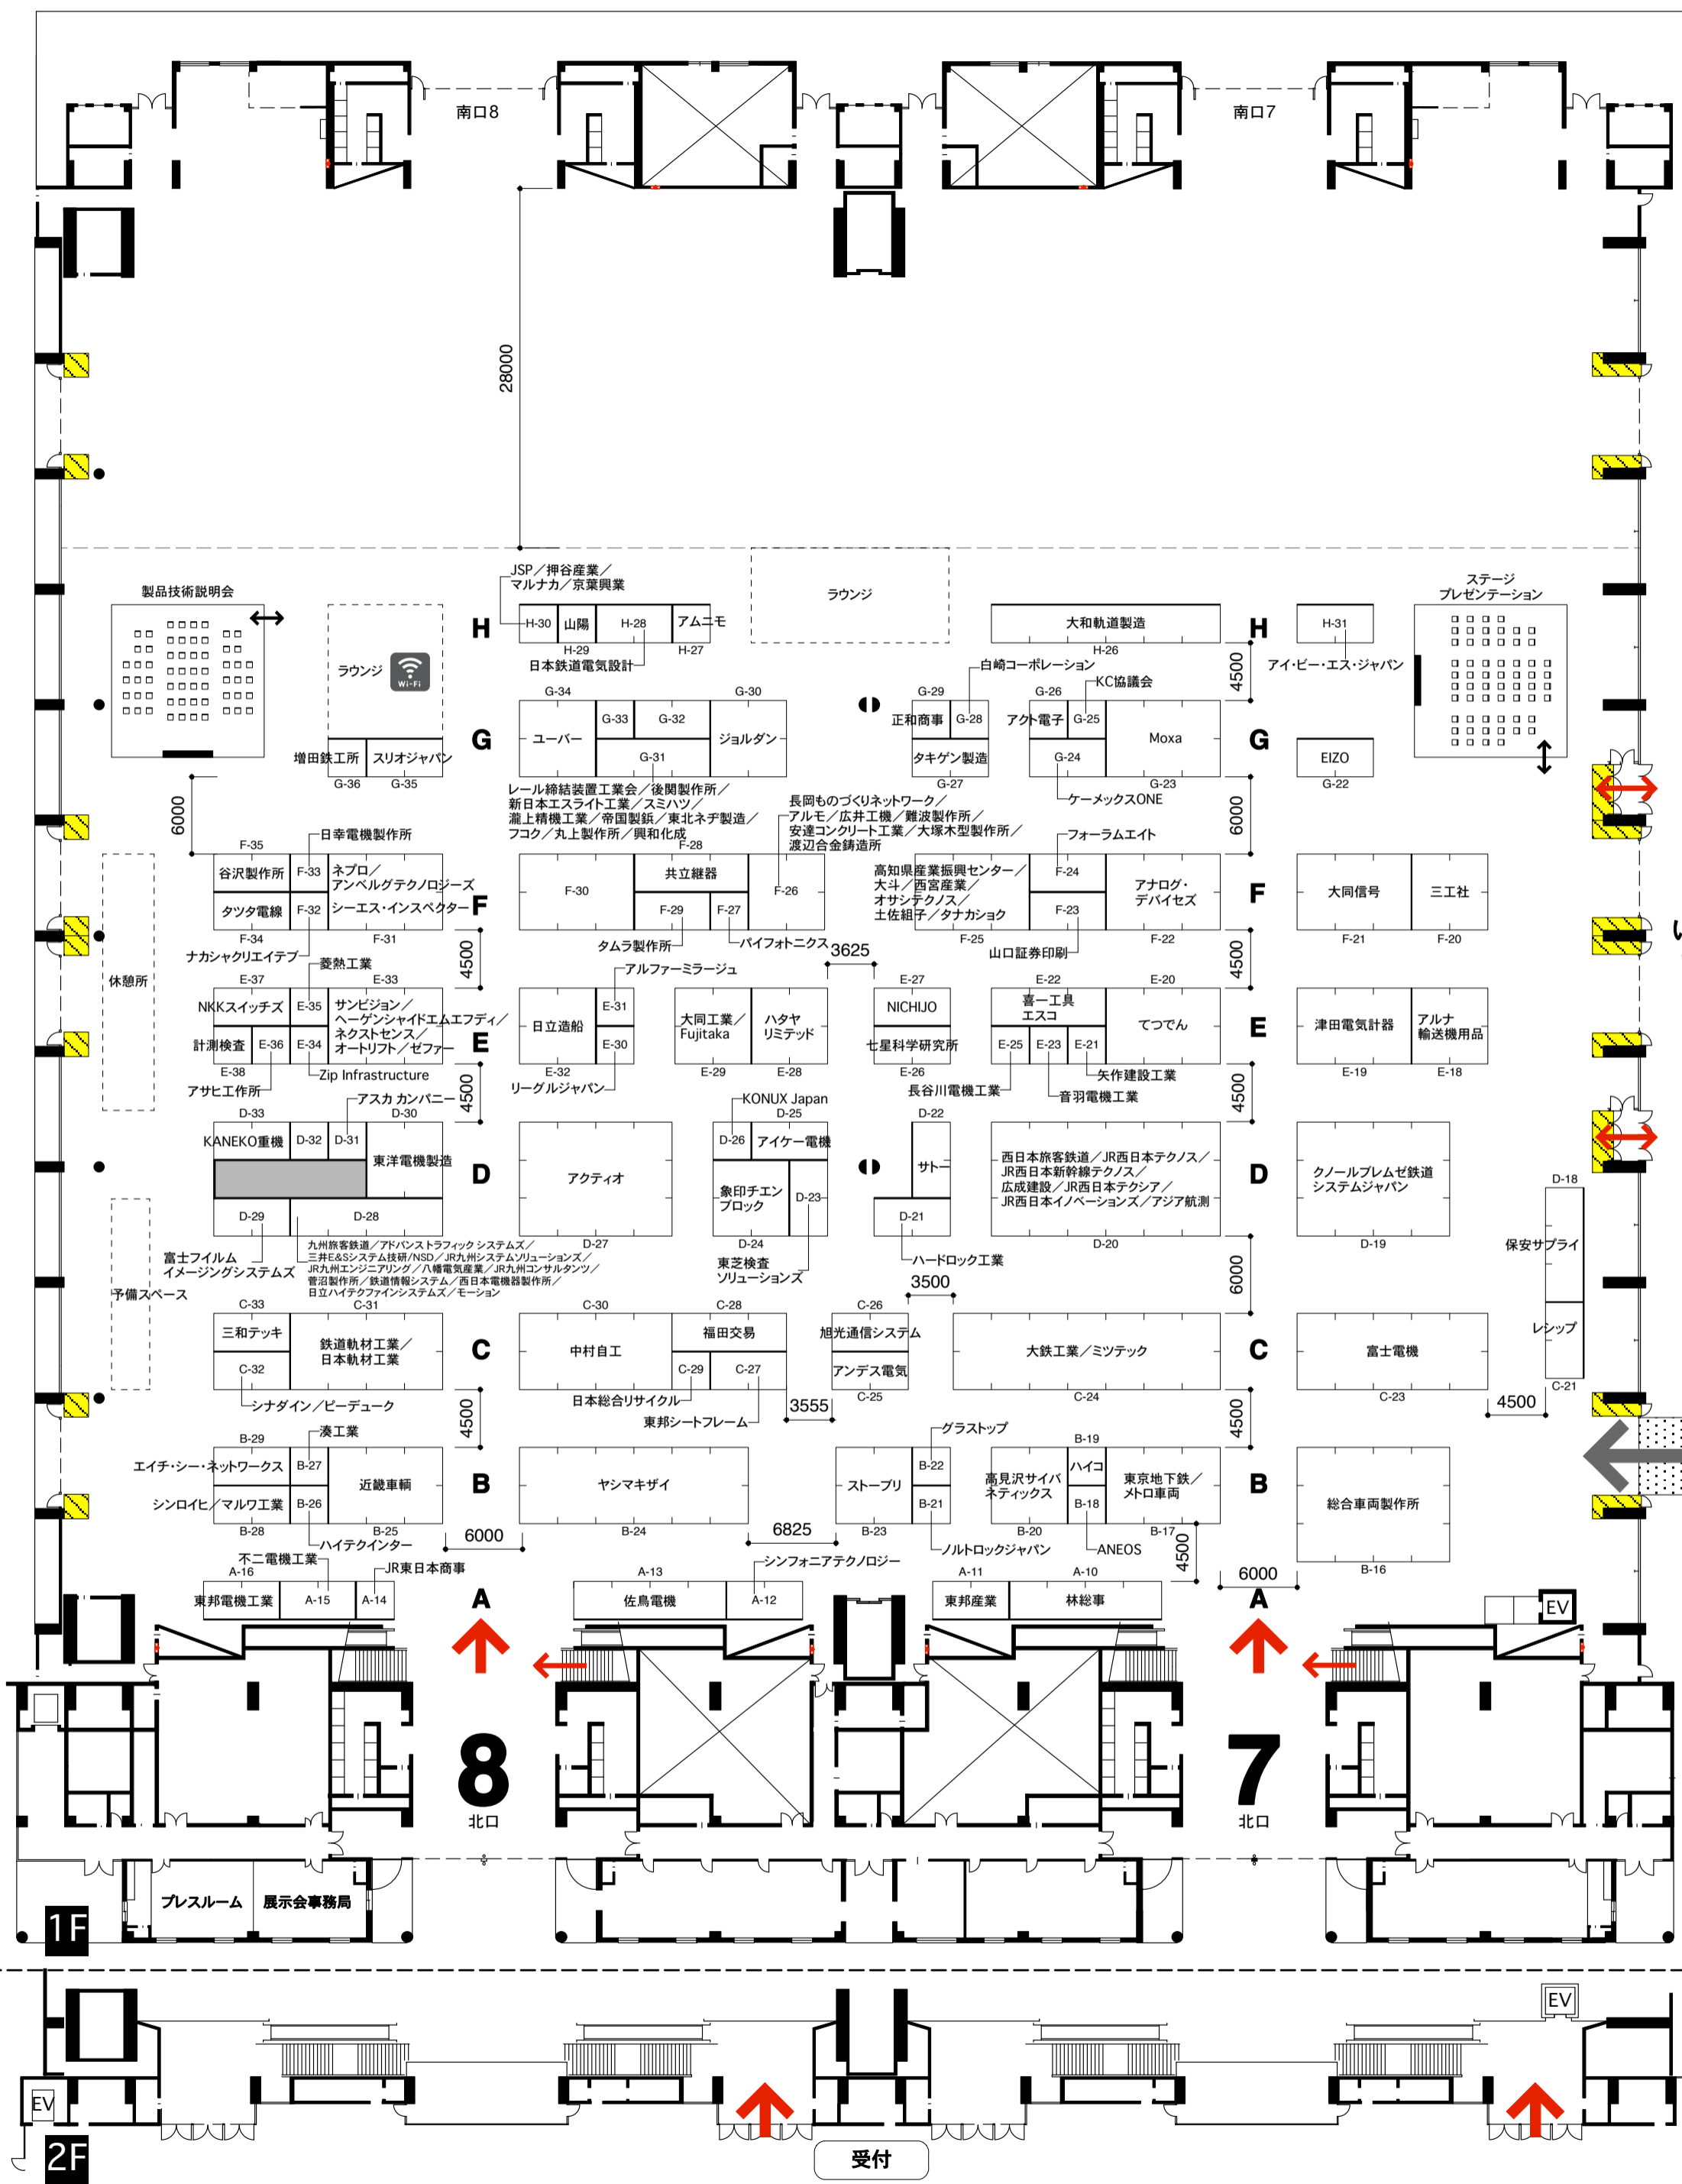 南口8
南口7
28000
製品技術説明会
JSP／押谷産業／
マルナカ／京葉興業
ラウンジ
ステージ
プレゼンテーション
H
H-30
山陽
H-28
アムニモ
大和軌道製造
H
H-31
H-29
H-27
H-26
日本鉄道電気設計
アイ・ビー・エス・ジャパン
4500
ラウンジ
Wi-Fi
白崎コーポレーション
KC協議会
G-34
G-30
G-29
G-26
G-33
G-32
正和商事
G-28
アクト電子
G-25
G
ユーバー
ジョルダン
Moxa
G
増田鉄工所
スリオジャパン
G-31
タキゲン製造
G-24
EIZO
G-36
G-35
G-27
G-23
G-22
レール締結装置工業会／後関製作所／
新日本エスライト工業／スミハツ／
瀧上精機工業／帝国製鋲／東北ネヂ製造／
フコク／丸上製作所／興和化成
長岡ものづくりネットワーク／
アルモ／広井工機／難波製作所／
安達コンクリート工業／大塚木型製作所／
渡辺合金鋳造所
ケーメックスONE
6000
6000
日幸電機製作所
フォーラムエイト
F-35
F-28
谷沢製作所
F-33
ネプロ／
アンベルグテクノロジーズ
共立継器
高知県産業振興センター／
大斗／西宮産業／
オサシテクノス／
土佐組子／タナカショク
F-24
アナログ・
デバイセズ
F
F-30
F-26
F
大同信号
三工社
タツタ電線
F-32
シーエス・インスペクター
F-29
F-27
F-23
F-34
F-31
F-25
F-22
F-21
F-20
ナカシャクリエイテブ
タムラ製作所
パイフォトニクス
山口証券印刷
4500
3625
4500
菱熱工業
アルファーミラージュ
E-37
E-33
E-27
E-22
E-20
NKKスイッチズ
E-35
サンビジョン／
ヘーゲンシャイドエムエフディ／
ネクストセンス／
オートリフト／ゼファー
日立造船
E-31
大同工業／
Fujitaka
ハタヤ
リミテッド
NICHIJO
喜一工具
エスコ
てつでん
E
E
津田電気計器
アルナ
輸送機用品
計測検査
E-36
E-34
E-30
七星科学研究所
E-25
E-23
E-21
E-38
E-32
E-29
E-28
E-26
E-19
E-18
アサヒ工作所
Zip Infrastructure
リーグルジャパン
長谷川電機工業
音羽電機工業
矢作建設工業
休憩所
4500
4500
アスカ カンパニー
KONUX Japan
D-33
D-30
D-25
D-22
KANEKO重機
D-32
D-31
東洋電機製造
D-26
アイケー電機
D
アクティオ
サトー
西日本旅客鉄道／JR西日本テクノス／
JR西日本新幹線テクノス／
広成建設／JR西日本テクシア／
JR西日本イノベーションズ／アジア航測
D
クノールブレムゼ鉄道
システムジャパン
D-18
象印チエン
ブロック
D-23
D-29
D-28
D-21
D-27
D-24
D-20
D-19
保安サプライ
富士フイルム
イメージングシステムズ
九州旅客鉄道／アドバンストラフィックシステムズ／
三井E&Sシステム技研/NSD／JR九州システムソリューションズ／
JR九州エンジニアリング／八幡電気産業／JR九州コンサルタンツ／
菅沼製作所／鉄道情報システム／西日本電機器製作所／
日立ハイテクファインシステムズ／モーション
東芝検査
ソリューションズ
ハードロック工業
予備スペース
3500
6000
C-33
C-31
C-30
C-28
C-26
三和テッキ
鉄道軌材工業／
日本軌材工業
C
中村自工
福田交易
旭光通信システム
大鉄工業／ミツテック
C
富士電機
レシップ
C-32
C-29
C-27
アンデス電気
C-25
C-24
C-23
C-21
シナダイン／ピーデューク
日本総合リサイクル
東邦シートフレーム
4500
3555
4500
4500
湊工業
グラストップ
B-29
B-19
エイチ・シー・ネットワークス
B-27
近畿車輌
B
ヤシマキザイ
ストーブリ
B-22
高見沢サイバ
ネティックス
ハイコ
東京地下鉄／
メトロ車両
B
総合車両製作所
シンロイヒ／マルワ工業
B-26
B-21
B-18
B-28
B-25
B-24
B-23
B-20
B-17
ハイテクインター
6000
6825
ノルトロックジャパン
ANEOS
4500
B-16
不二電機工業
JR東日本商事
シンフォニアテクノロジー
6000
A-16
A-13
A-11
A-10
東邦電機工業
A-15
A-14
A
佐鳥電機
A-12
東邦産業
林総事
A
EV
8
北口
7
北口
プレスルーム
展示会事務局
1F
EV
EV
2F
受付